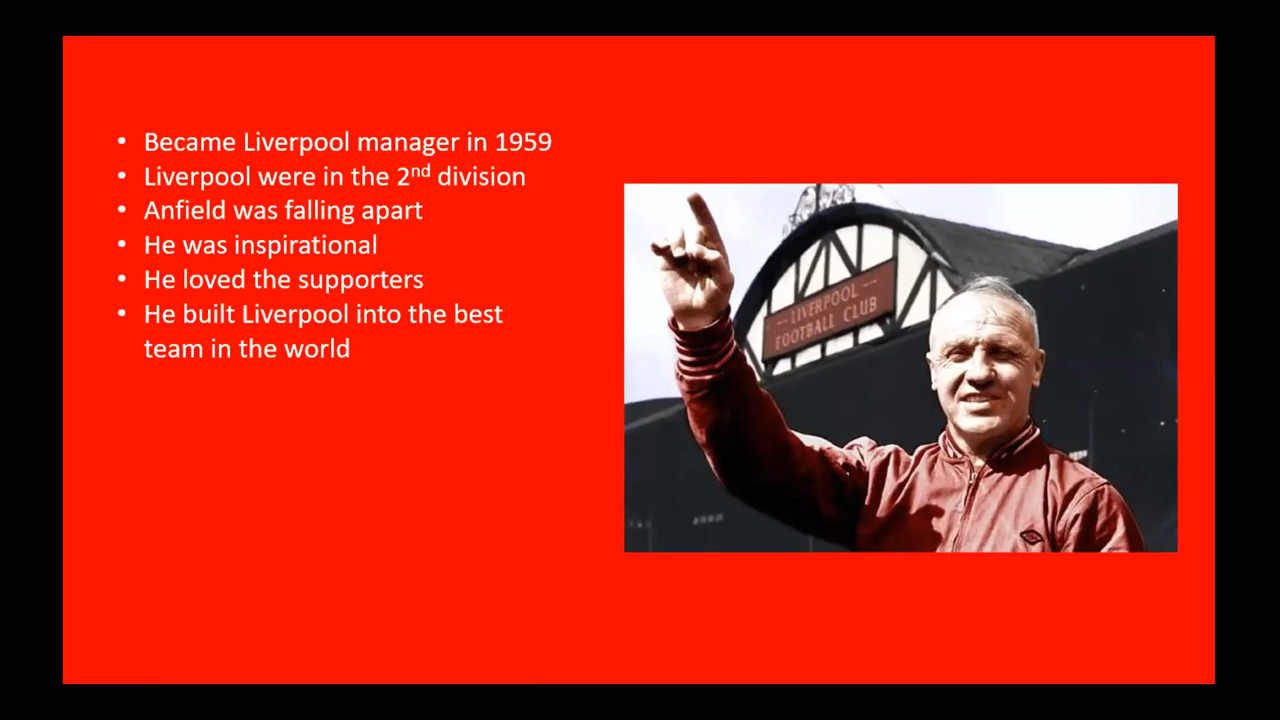 • Became Liverpool manager in 1959
• Liverpool were in the 2nd division
• Anfield was falling apart
• He was inspirational
• He loved the supporters
• He built Liverpool into the best
team in the world
LIVERPOOL
FOOTBALL CLUB